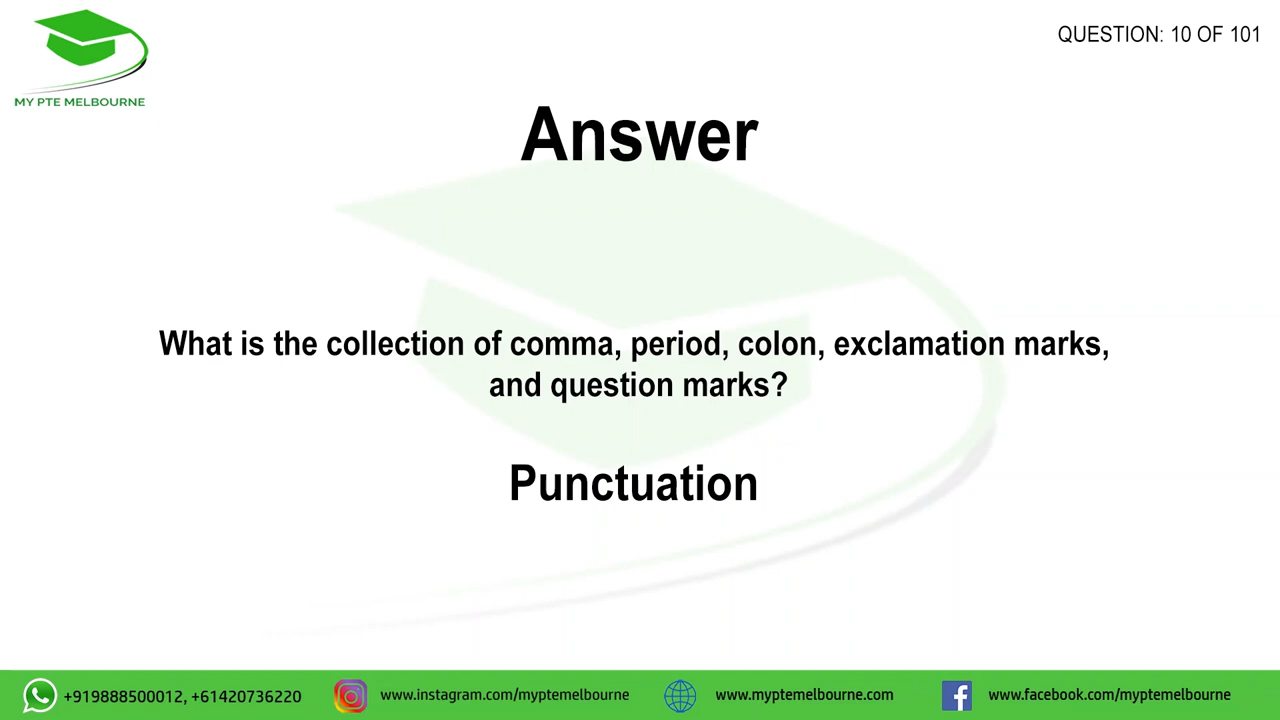 QUESTION: 10 OF 101
MY PTE MELBOURNE
Answer
What is the collection of comma, period, colon, exclamation marks,
and question marks?
Punctuation
+919888500012, +61420736220 www.instagram.com/myptemelbourne www.myptemelbourne.com www.facebook.com/myptemelbourne